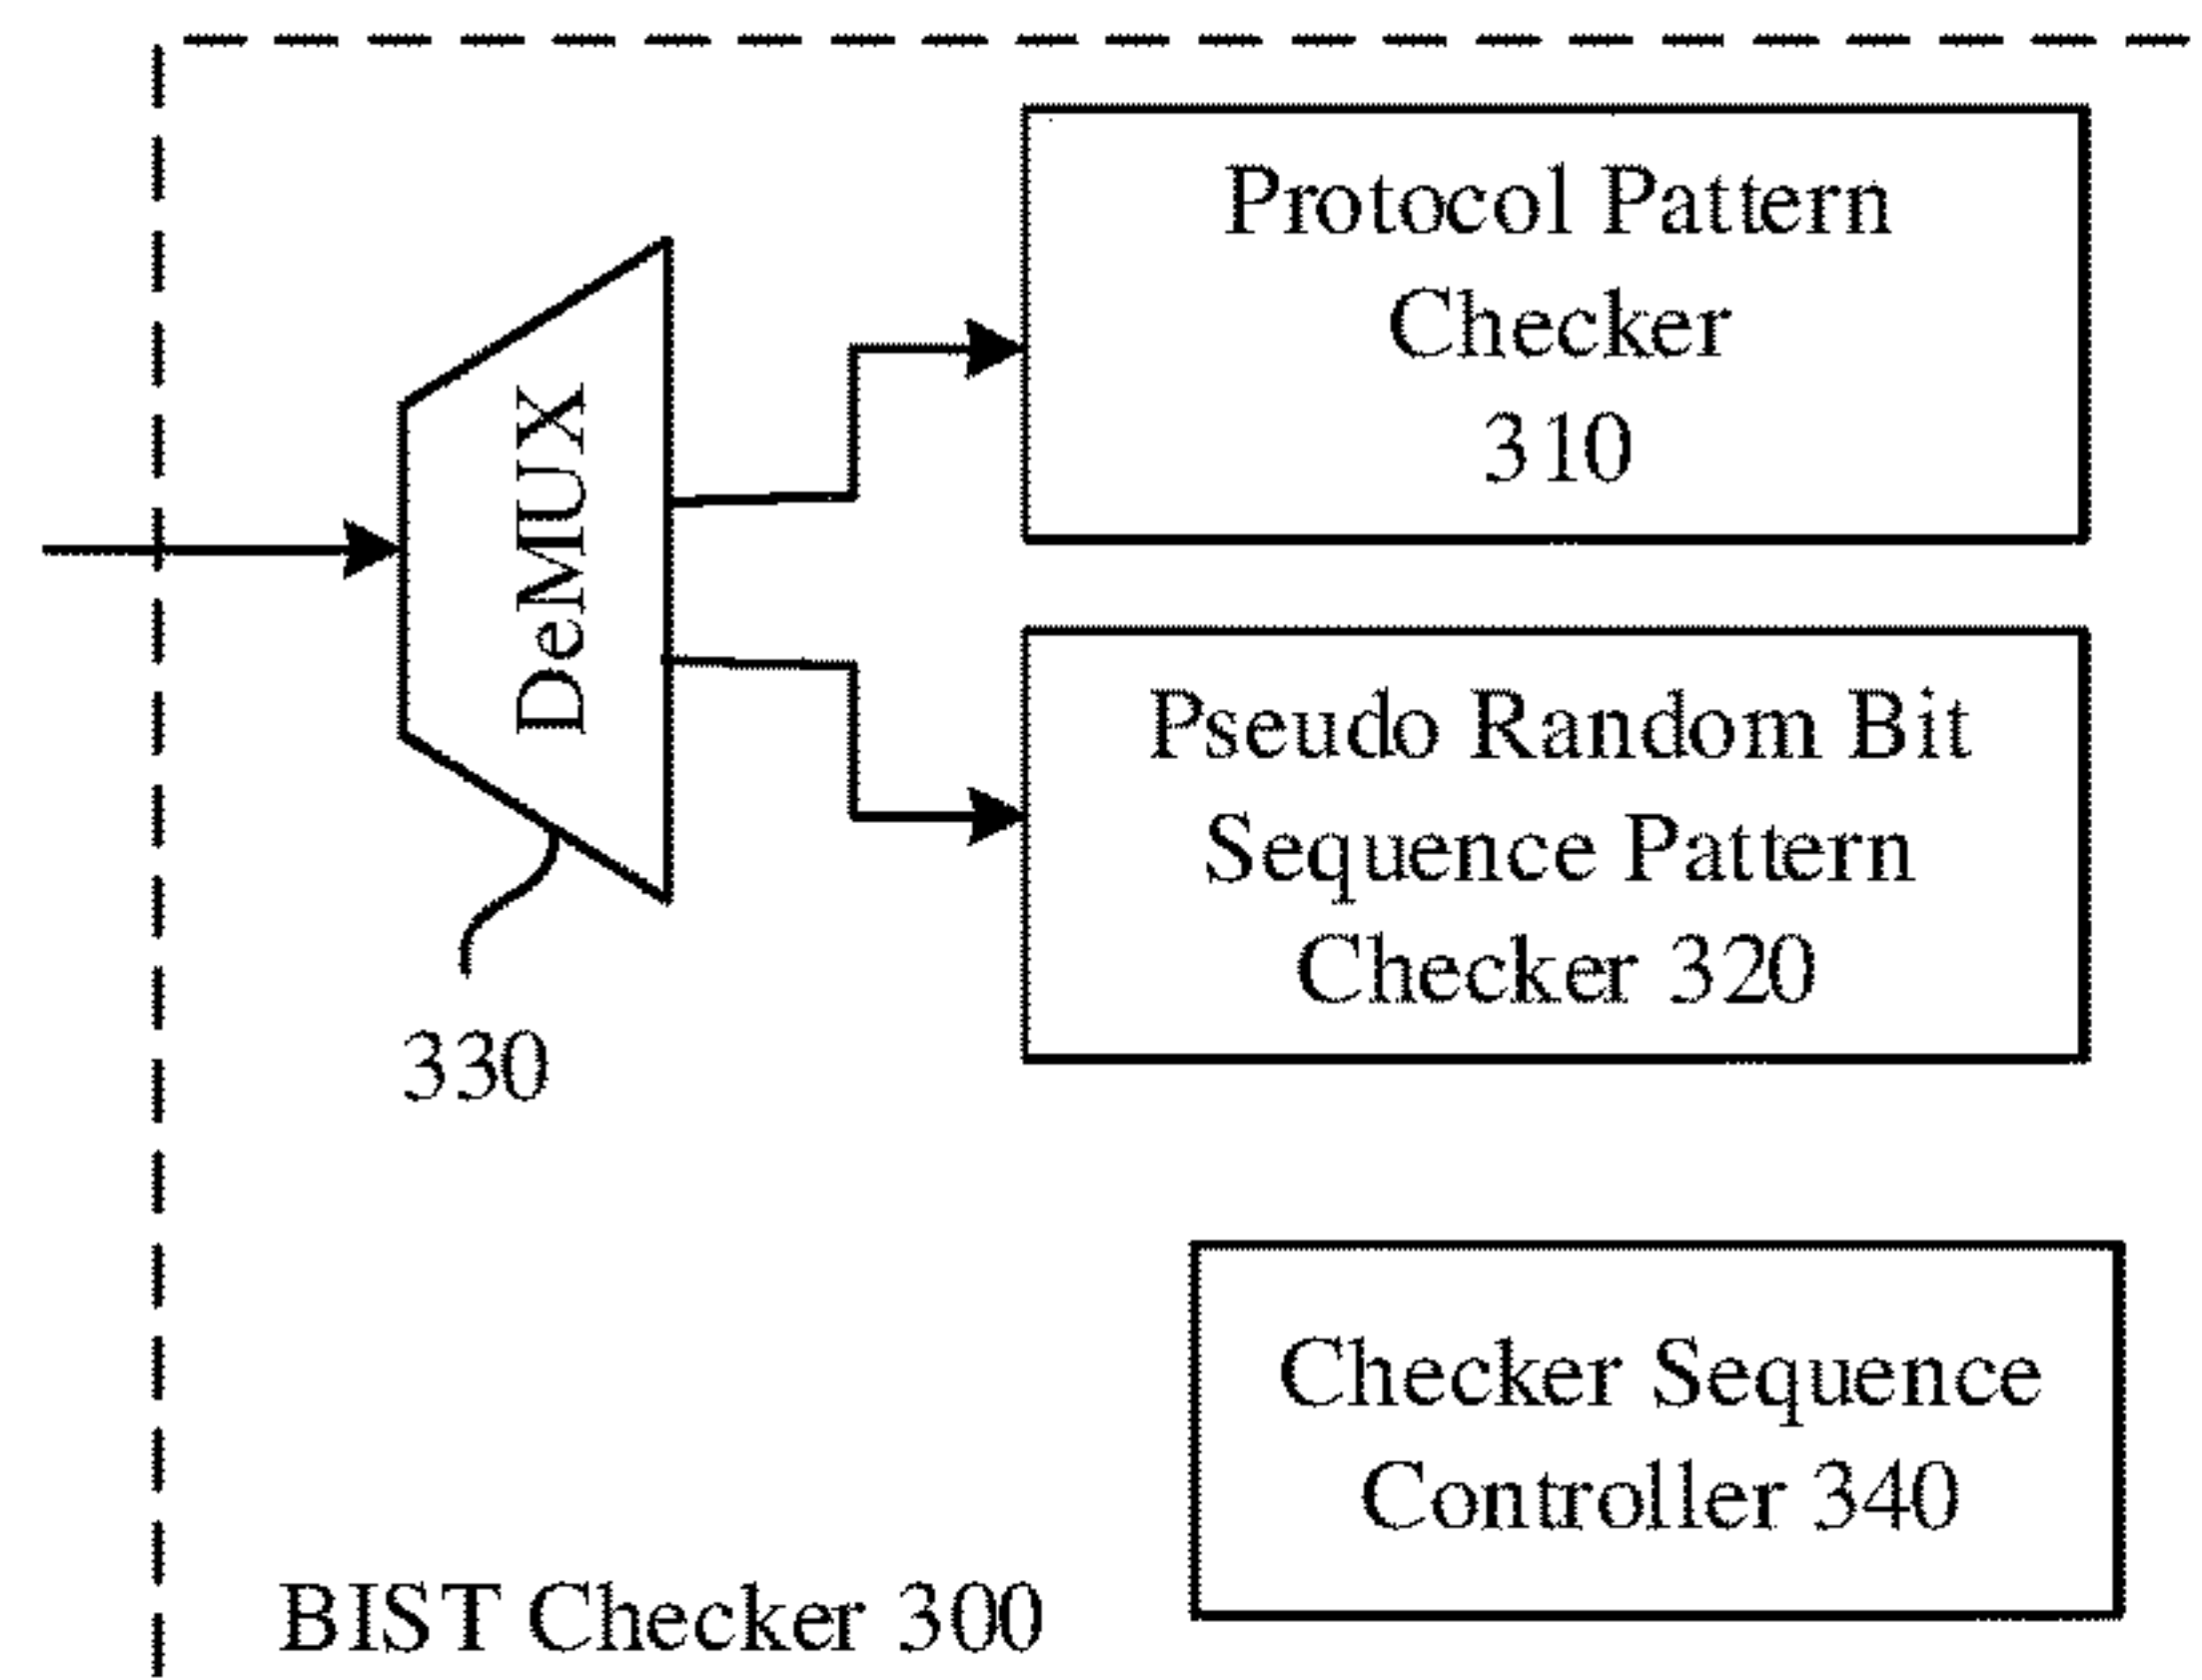 Protocol Pattern
Checker
310
DeMUX
Pseudo Random Bit
Sequence Pattern
Checker 320
330
Checker Sequence
Controller 340
BIST Checker 300